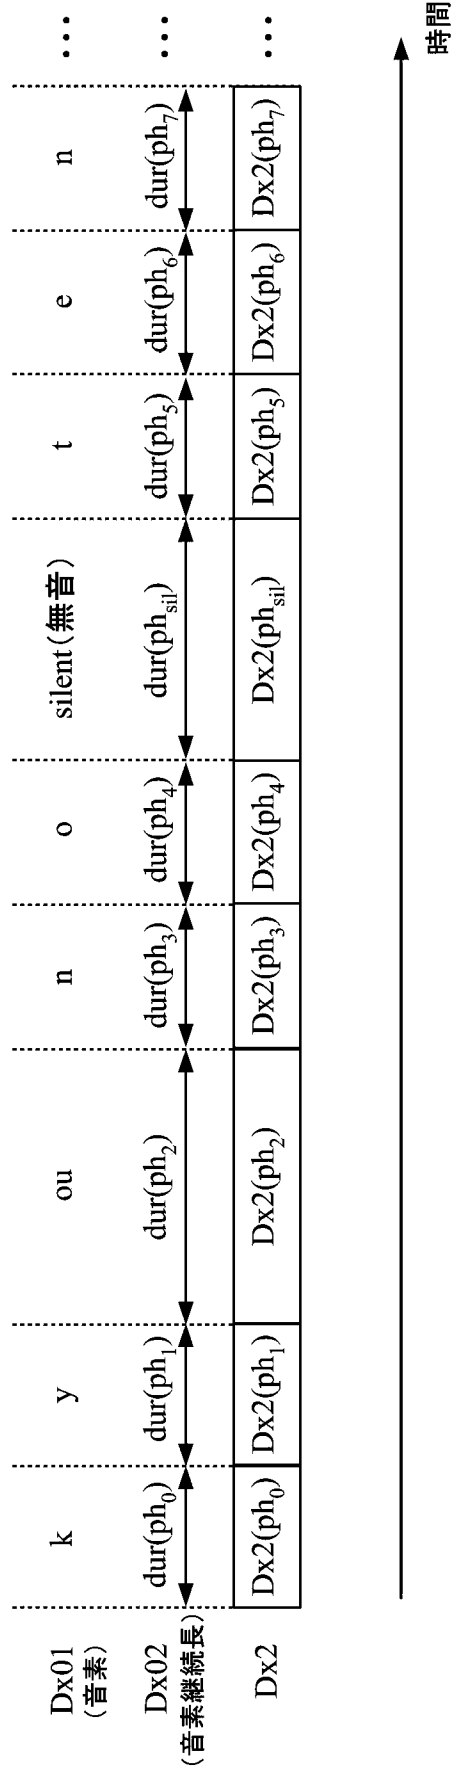 Dx01 k y ou n o silent(無音) t e n ･･･
(音素)
Dx02 dur(ph₀) dur(ph₁) dur(ph₂) dur(ph₃) dur(ph₄) dur(phsil) dur(ph₅) dur(ph₆) dur(ph₇) ･･･
(音素継続長)
Dx2 Dx2(ph₀) Dx2(ph₁) Dx2(ph₂) Dx2(ph₃) Dx2(ph₄) Dx2(phsil) Dx2(ph₅) Dx2(ph₆) Dx2(ph₇) ･･･
時間